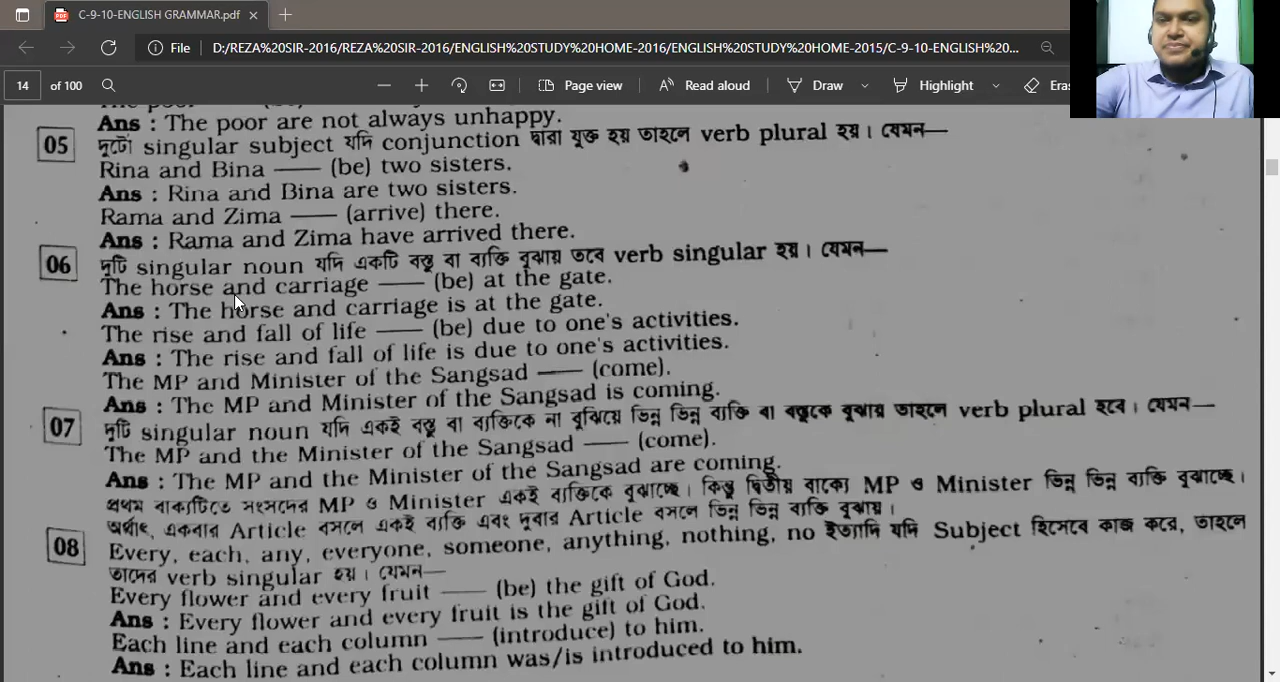 C-9-10-ENGLISH GRAMMAR.pdf
File D:/REZA%20SIR-2016/REZA%20SIR-2016/ENGLISH%20STUDY%20HOME-2016/ENGLISH%20STUDY%20HOME-2015/C-9-10-ENGLISH%20...
14 of 100 Page view Read aloud Draw Highlight Eras
The poor (be)
Ans : The poor are not always unhappy.
05 দুটো singular subject যদি conjunction দ্বারা যুক্ত হয় তাহলে verb plural হয়। যেমন—
Rina and Bina —— (be) two sisters.
Ans : Rina and Bina are two sisters.
Rama and Zima —— (arrive) there.
Ans : Rama and Zima have arrived there.
06 দুটি singular noun যদি একটি বস্তু বা ব্যক্তি বুঝায় তবে verb singular হয়। যেমন—
The horse and carriage —— (be) at the gate.
Ans : The horse and carriage is at the gate.
The rise and fall of life —— (be) due to one's activities.
Ans : The rise and fall of life is due to one's activities.
The MP and Minister of the Sangsad —— (come).
Ans : The MP and Minister of the Sangsad is coming.
07 দুটি singular noun যদি একই বস্তু বা ব্যক্তিকে না বুঝিয়ে ভিন্ন ভিন্ন ব্যক্তি বা বস্তুকে বুঝায় তাহলে verb plural হবে। যেমন—
The MP and the Minister of the Sangsad —— (come).
Ans : The MP and the Minister of the Sangsad are coming.
প্রথম বাক্যটিতে সংসদের MP ও Minister একই ব্যক্তিকে বুঝাচ্ছে। কিন্তু দ্বিতীয় বাক্যে MP ও Minister ভিন্ন ভিন্ন ব্যক্তি বুঝাচ্ছে।
অর্থাৎ, একবার Article বসলে একই ব্যক্তি এবং দুবার Article বসলে ভিন্ন ভিন্ন ব্যক্তি বুঝায়।
08 Every, each, any, everyone, someone, anything, nothing, no ইত্যাদি যদি Subject হিসেবে কাজ করে, তাহলে
তাদের verb singular হয়। যেমন—
Every flower and every fruit —— (be) the gift of God.
Ans : Every flower and every fruit is the gift of God.
Each line and each column —— (introduce) to him.
Ans : Each line and each column was/is introduced to him.